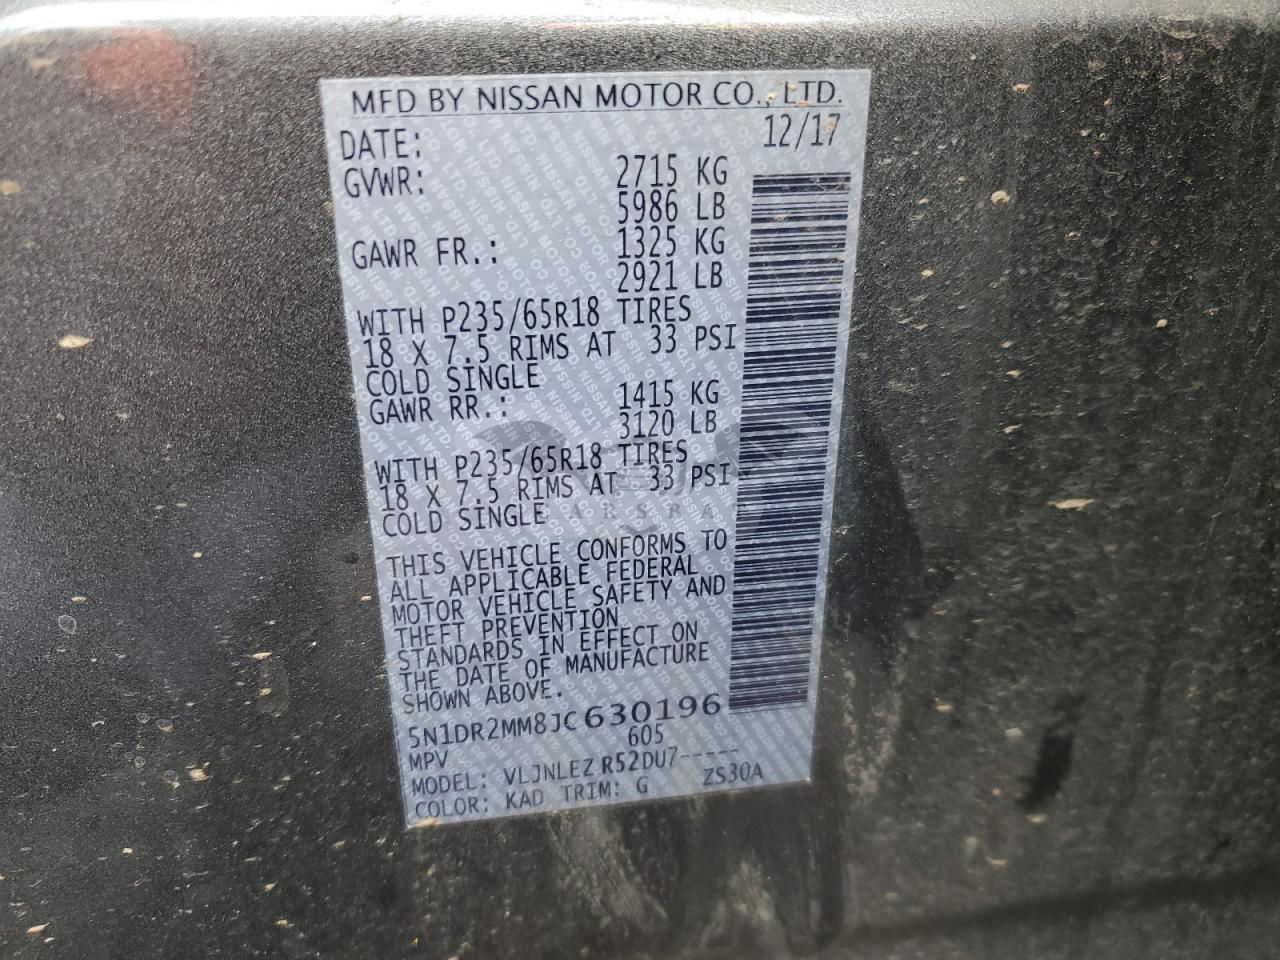 MFD BY NISSAN MOTOR CO., LTD.
DATE: 12/17
GVWR: 2715 KG
5986 LB
GAWR FR.: 1325 KG
2921 LB
WITH P235/65R18 TIRES
18 X 7.5 RIMS AT 33 PSI
COLD SINGLE
GAWR RR.: 1415 KG
3120 LB
WITH P235/65R18 TIRES
18 X 7.5 RIMS AT 33 PSI
COLD SINGLE
THIS VEHICLE CONFORMS TO
ALL APPLICABLE FEDERAL
MOTOR VEHICLE SAFETY AND
THEFT PREVENTION
STANDARDS IN EFFECT ON
THE DATE OF MANUFACTURE
SHOWN ABOVE.
5N1DR2MM8JC630196
MPV 605
MODEL: VLJNLEZ R52DU7-----
COLOR: KAD TRIM: G ZS30A